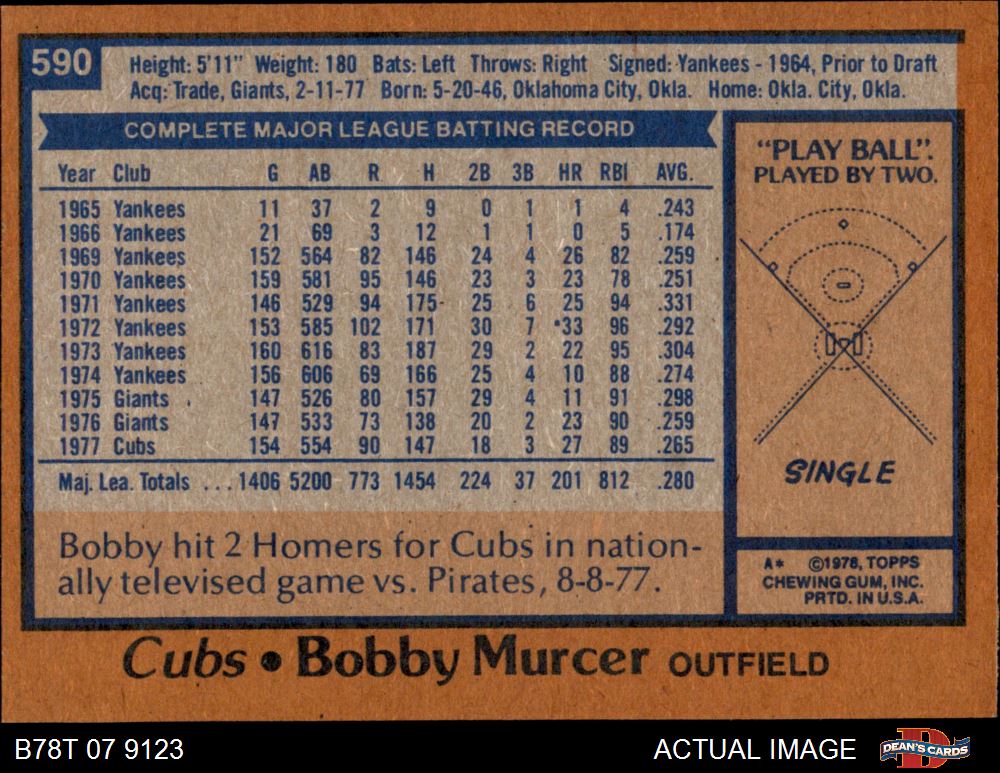 590
Height: 5'11" Weight: 180 Bats: Left Throws: Right Signed: Yankees - 1964, Prior to Draft
Acq: Trade, Giants, 2-11-77 Born: 5-20-46, Oklahoma City, Okla. Home: Okla. City, Okla.
COMPLETE MAJOR LEAGUE BATTING RECORD
Year Club G AB R H 2B 3B HR RBI AVG.
1965 Yankees 11 37 2 9 0 1 1 4 .243
1966 Yankees 21 69 3 12 1 1 0 5 .174
1969 Yankees 152 564 82 146 24 4 26 82 .259
1970 Yankees 159 581 95 146 23 3 23 78 .251
1971 Yankees 146 529 94 175 25 6 25 94 .331
1972 Yankees 153 585 102 171 30 7 33 96 .292
1973 Yankees 160 616 83 187 29 2 22 95 .304
1974 Yankees 156 606 69 166 25 4 10 88 .274
1975 Giants 147 526 80 157 29 4 11 91 .298
1976 Giants 147 533 73 138 20 2 23 90 .259
1977 Cubs 154 554 90 147 18 3 27 89 .265
Maj. Lea. Totals ...1406 5200 773 1454 224 37 201 812 .280
Bobby hit 2 Homers for Cubs in nation-
ally televised game vs. Pirates, 8-8-77.
"PLAY BALL".
PLAYED BY TWO.
SINGLE
A* ©1978, TOPPS
CHEWING GUM, INC.
PRTD. IN U.S.A.
Cubs • Bobby Murcer OUTFIELD
B78T 07 9123
ACTUAL IMAGE
DEAN'S CARDS